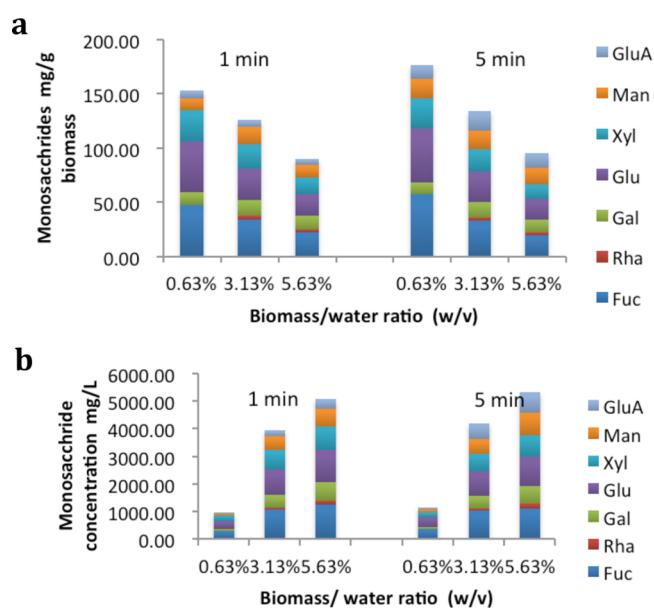 a
Monosacchrides mg/g
biomass
200.00
150.00
100.00
50.00
0.00
1 min
5 min
0.63% 3.13% 5.63%
0.63% 3.13% 5.63%
Biomass/water ratio (w/v)
GluA
Man
Xyl
Glu
Gal
Rha
Fuc
b
Monosacchride
concentration mg/L
6000.00
5000.00
4000.00
3000.00
2000.00
1000.00
0.00
1 min
5 min
0.63% 3.13% 5.63%
0.63% 3.13% 5.63%
Biomass/ water ratio (w/v)
GluA
Man
Xyl
Glu
Gal
Rha
Fuc